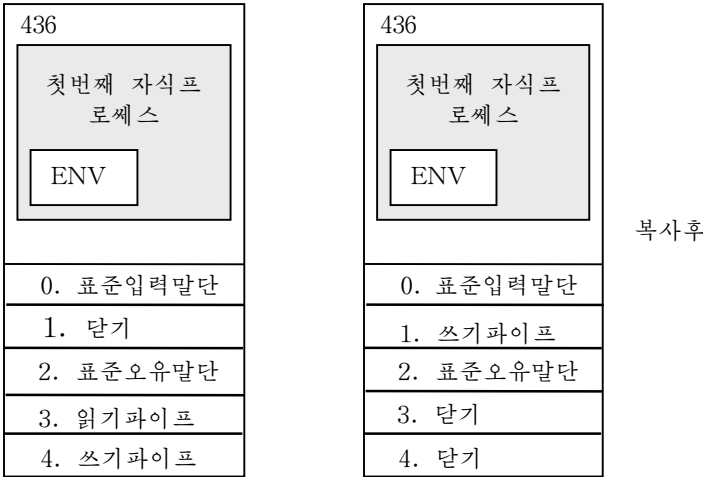 436
첫번째 자식프
로쎄스
ENV
0. 표준입력말단
1. 닫기
2. 표준오유말단
3. 읽기파이프
4. 쓰기파이프
436
첫번째 자식프
로쎄스
ENV
0. 표준입력말단
1. 쓰기파이프
2. 표준오유말단
3. 닫기
4. 닫기
복사후